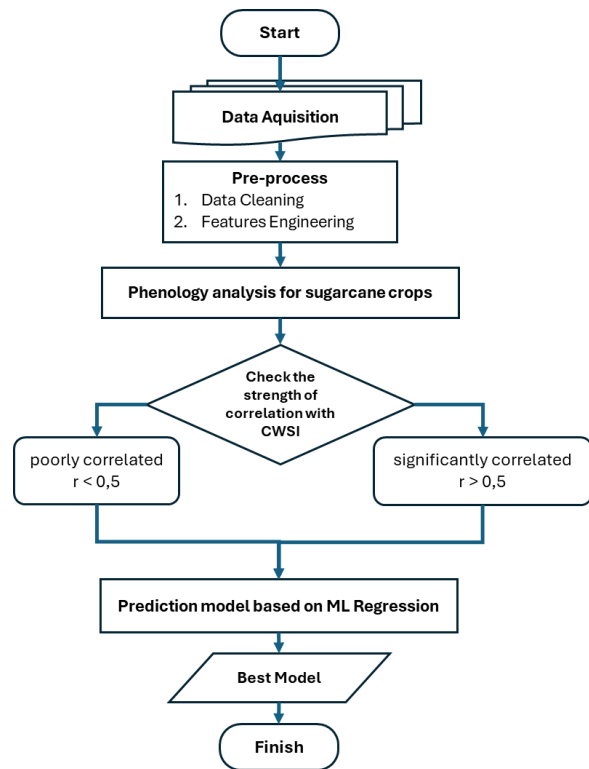 Start
Data Aquisition
Pre-process
1. Data Cleaning
2. Features Engineering
Phenology analysis for sugarcane crops
Check the
strength of
correlation with
CWSI
poorly correlated
r < 0,5
significantly correlated
r > 0,5
Prediction model based on ML Regression
Best Model
Finish